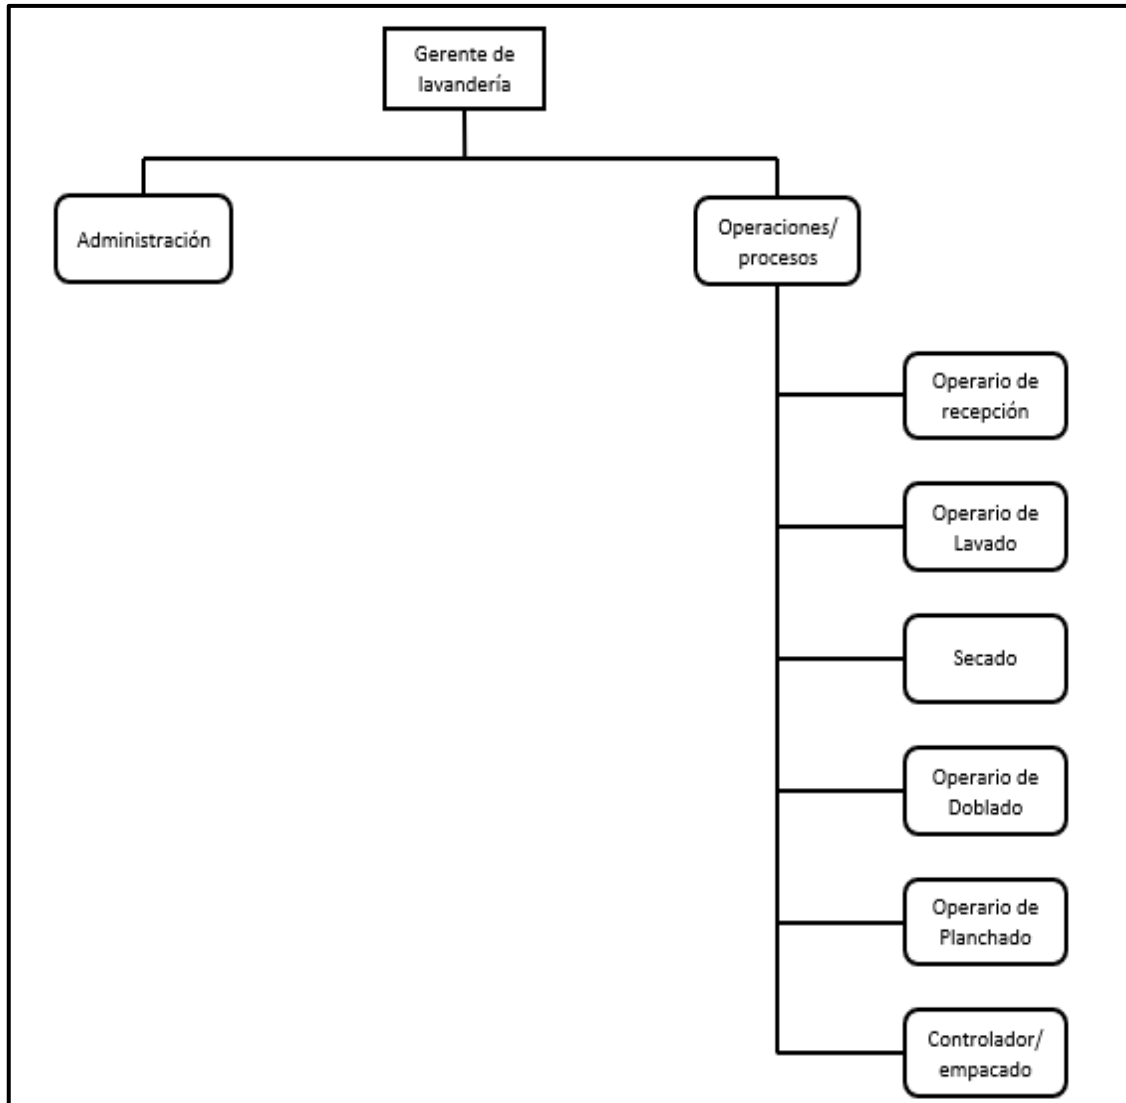 Gerente de
lavandería
Administración
Operaciones/
procesos
Operario de
recepción
Operario de
Lavado
Secado
Operario de
Doblado
Operario de
Planchado
Controlador/
empacado